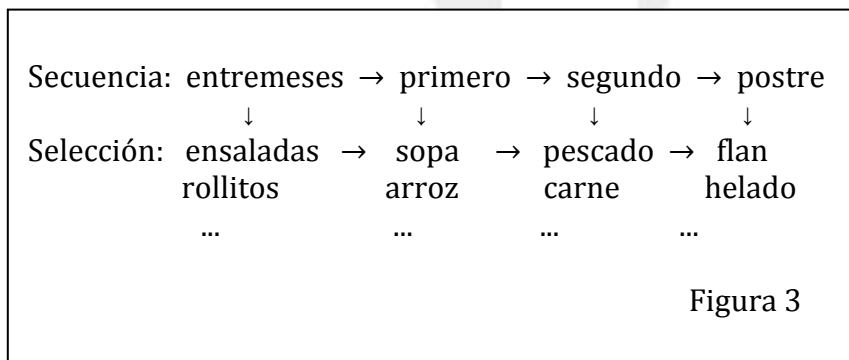 Secuencia: entremeses → primero → segundo → postre
↓ ↓ ↓ ↓
Selección: ensaladas → sopa → pescado → flan
rollitos arroz carne helado
... ... ... ...
Figura 3